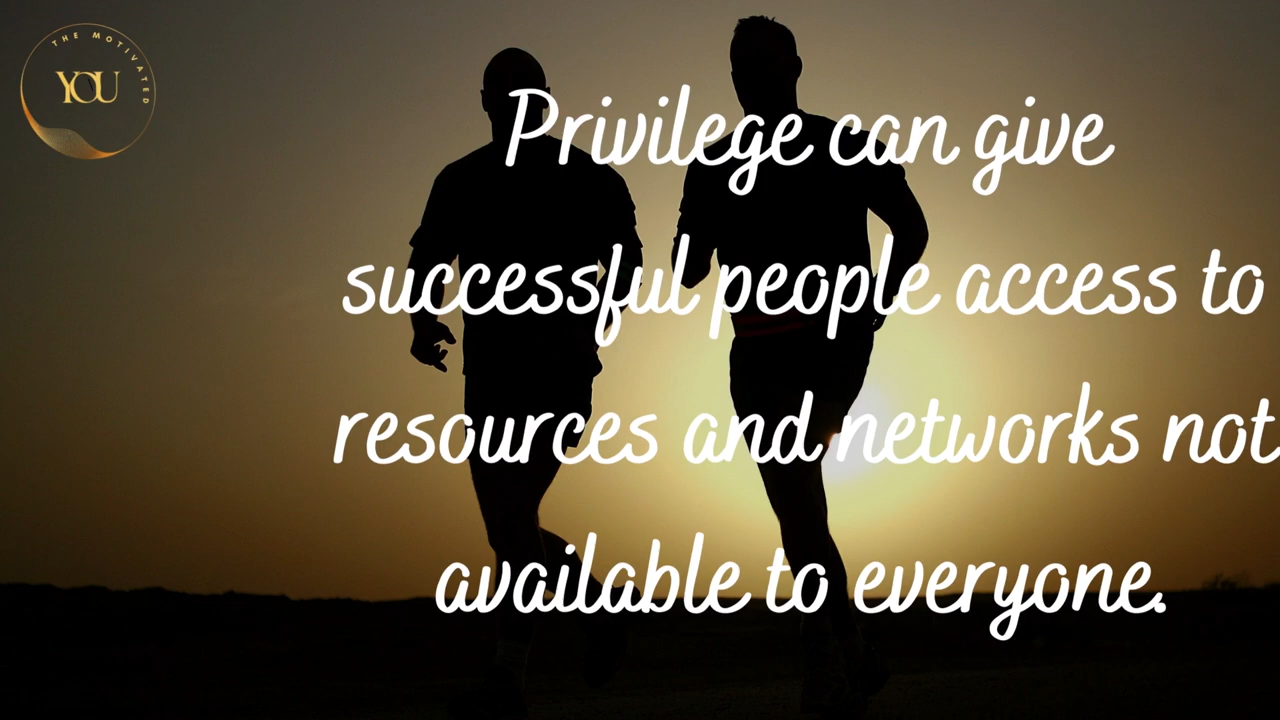 THE MOTIVATED
YOU
Privilege can give
successful people access to
resources and networks not
available to everyone.